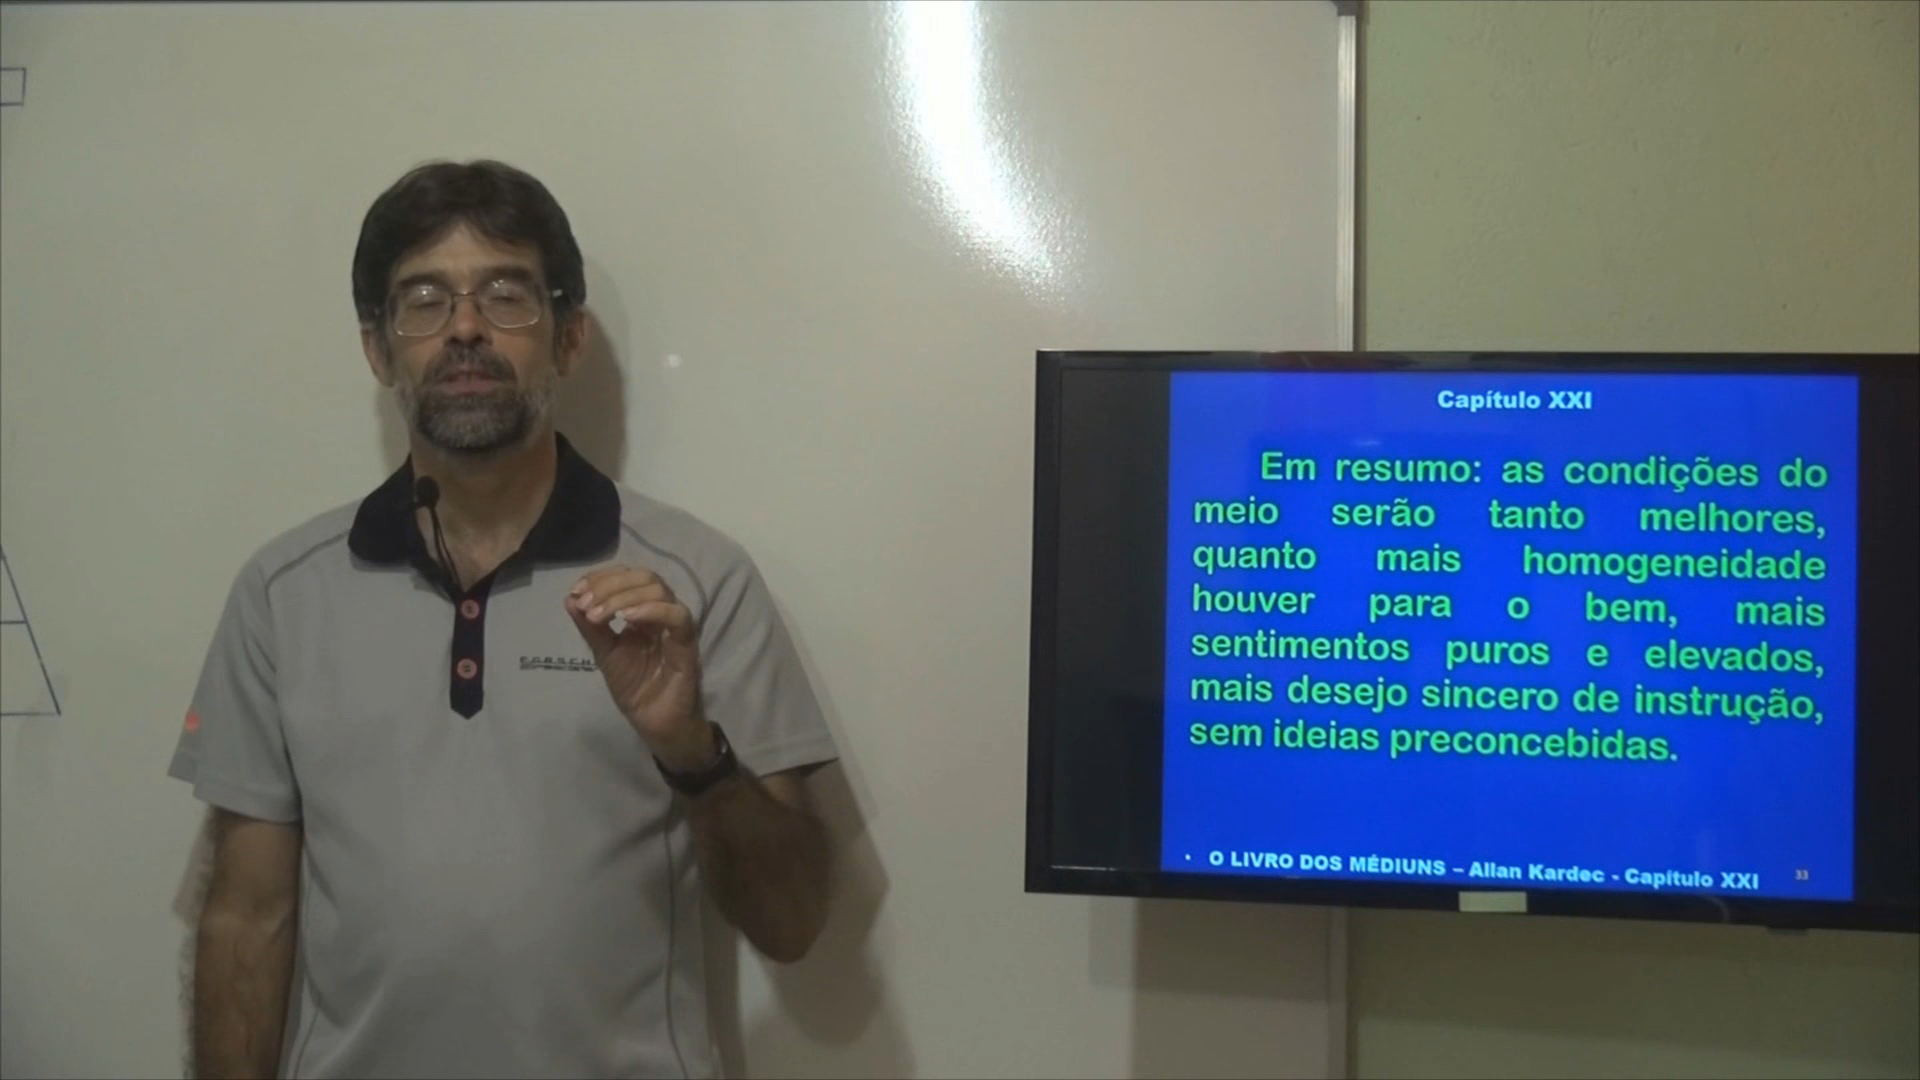 Capítulo XXI
Em resumo: as condições do
meio serão tanto melhores,
quanto mais homogeneidade
houver para o bem, mais
sentimentos puros e elevados,
mais desejo sincero de instrução,
sem ideias preconcebidas.
• O LIVRO DOS MÉDIUNS – Allan Kardec - Capítulo XXI
33